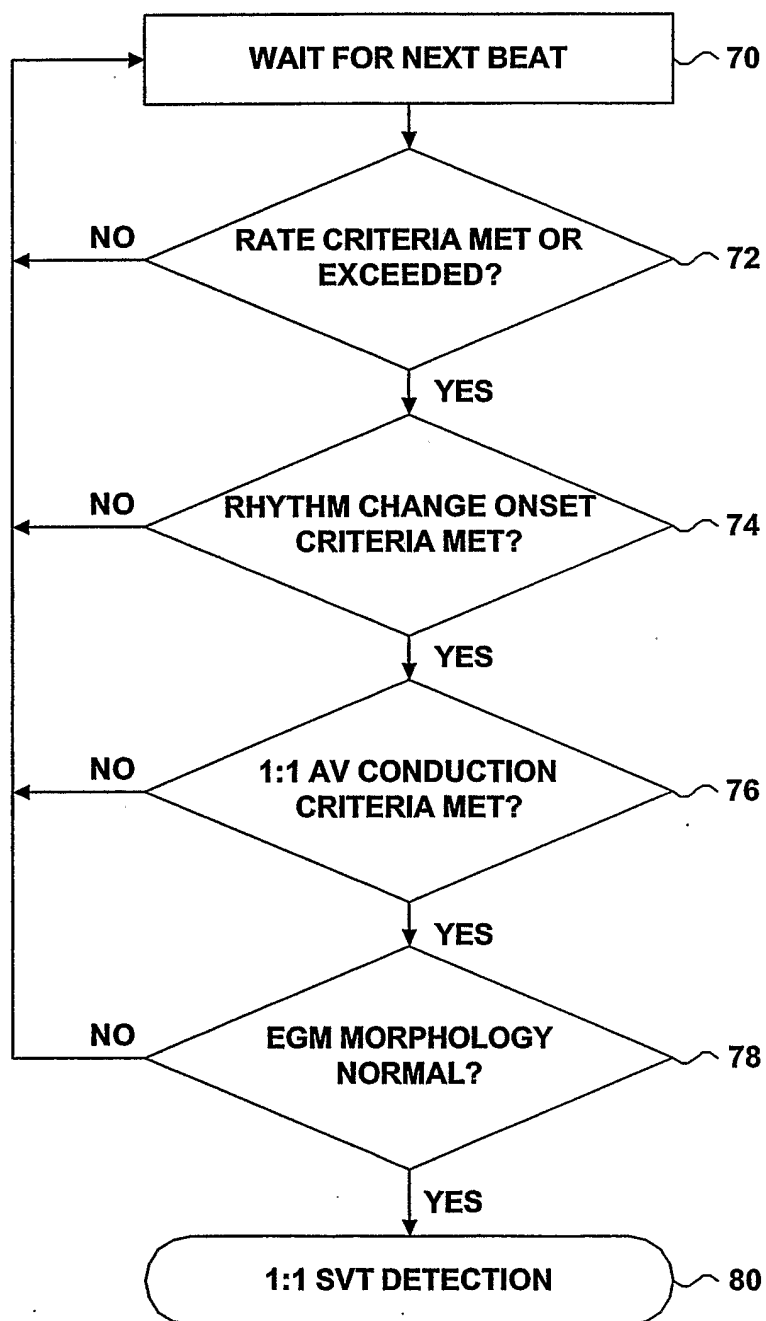 WAIT FOR NEXT BEAT
70
NO
RATE CRITERIA MET OR
EXCEEDED?
72
YES
NO
RHYTHM CHANGE ONSET
CRITERIA MET?
74
YES
NO
1:1 AV CONDUCTION
CRITERIA MET?
76
YES
NO
EGM MORPHOLOGY
NORMAL?
78
YES
1:1 SVT DETECTION
80